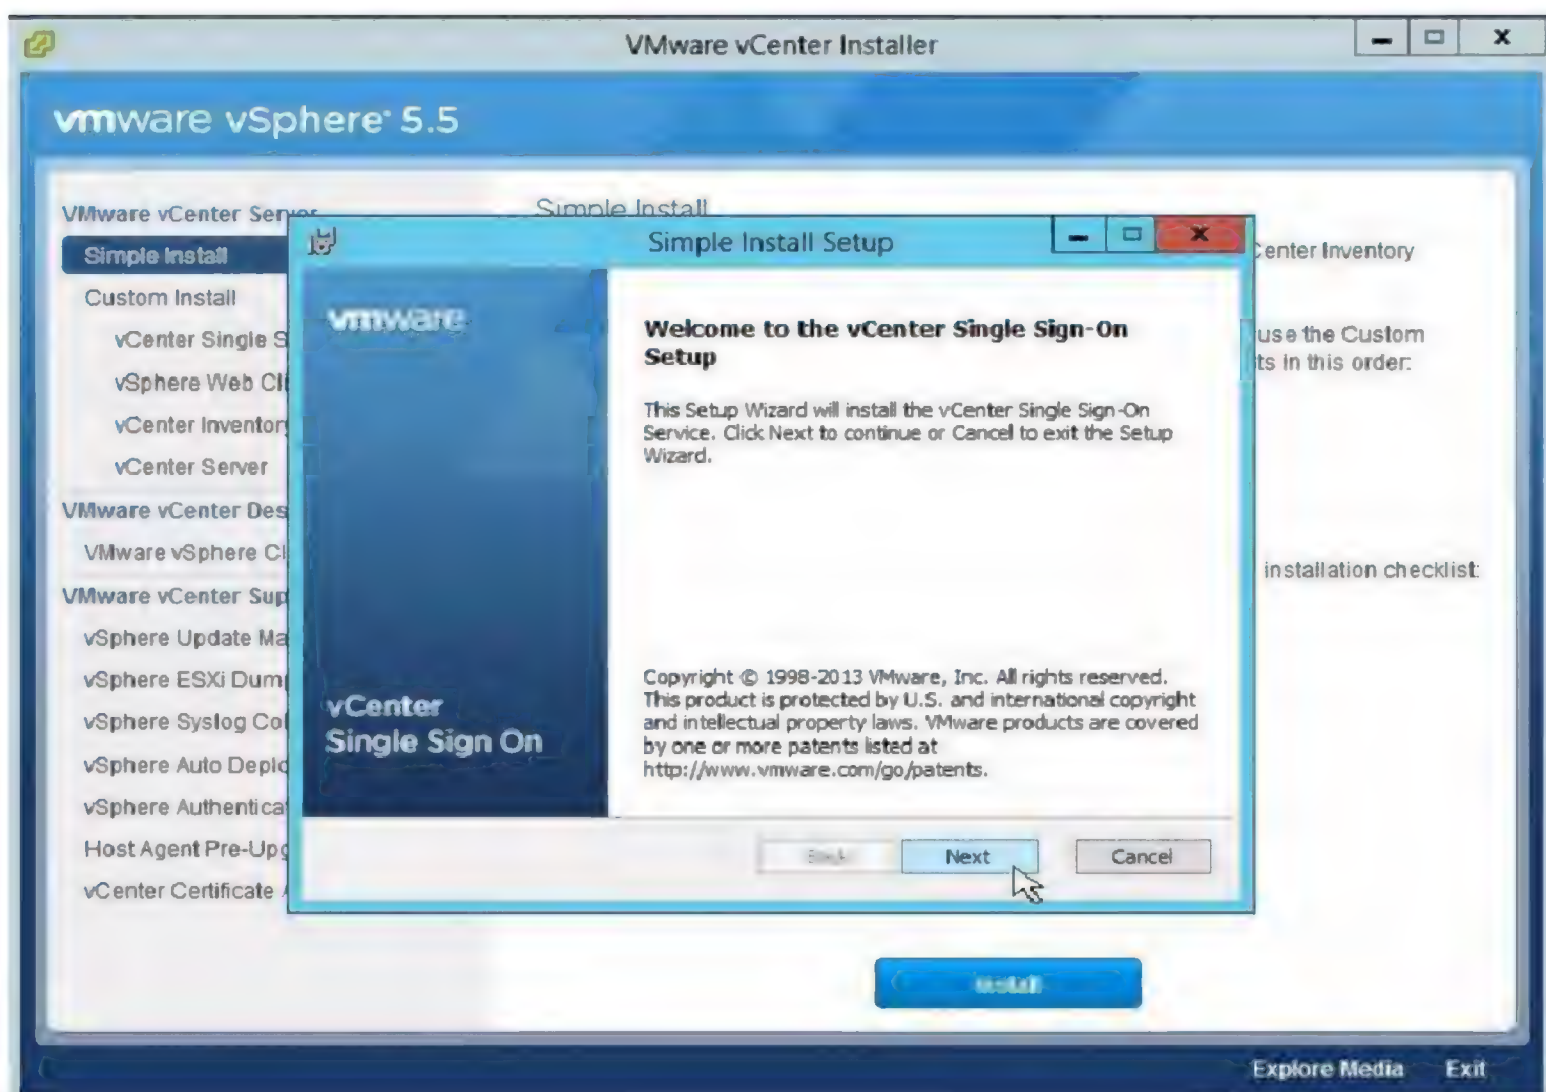 VMware vCenter Installer
vmware vSphere® 5.5
VMware vCenter Server
Simple Install
Custom Install
vCenter Single S
vSphere Web Cli
vCenter Inventor
vCenter Server
VMware vCenter Des
VMware vSphere Cl
VMware vCenter Sup
vSphere Update Ma
vSphere ESXi Dum
vSphere Syslog Col
vSphere Auto Deplo
vSphere Authenticat
Host Agent Pre-Upg
vCenter Certificate
Simple Install
Center Inventory
use the Custom
ts in this order:
installation checklist:
Simple Install Setup
vmware
vCenter
Single Sign On
Welcome to the vCenter Single Sign-On
Setup
This Setup Wizard will install the vCenter Single Sign-On
Service. Click Next to continue or Cancel to exit the Setup
Wizard.
Copyright © 1998-2013 VMware, Inc. All rights reserved.
This product is protected by U.S. and international copyright
and intellectual property laws. VMware products are covered
by one or more patents listed at
http://www.vmware.com/go/patents.
Back Next Cancel
Install
Explore Media Exit